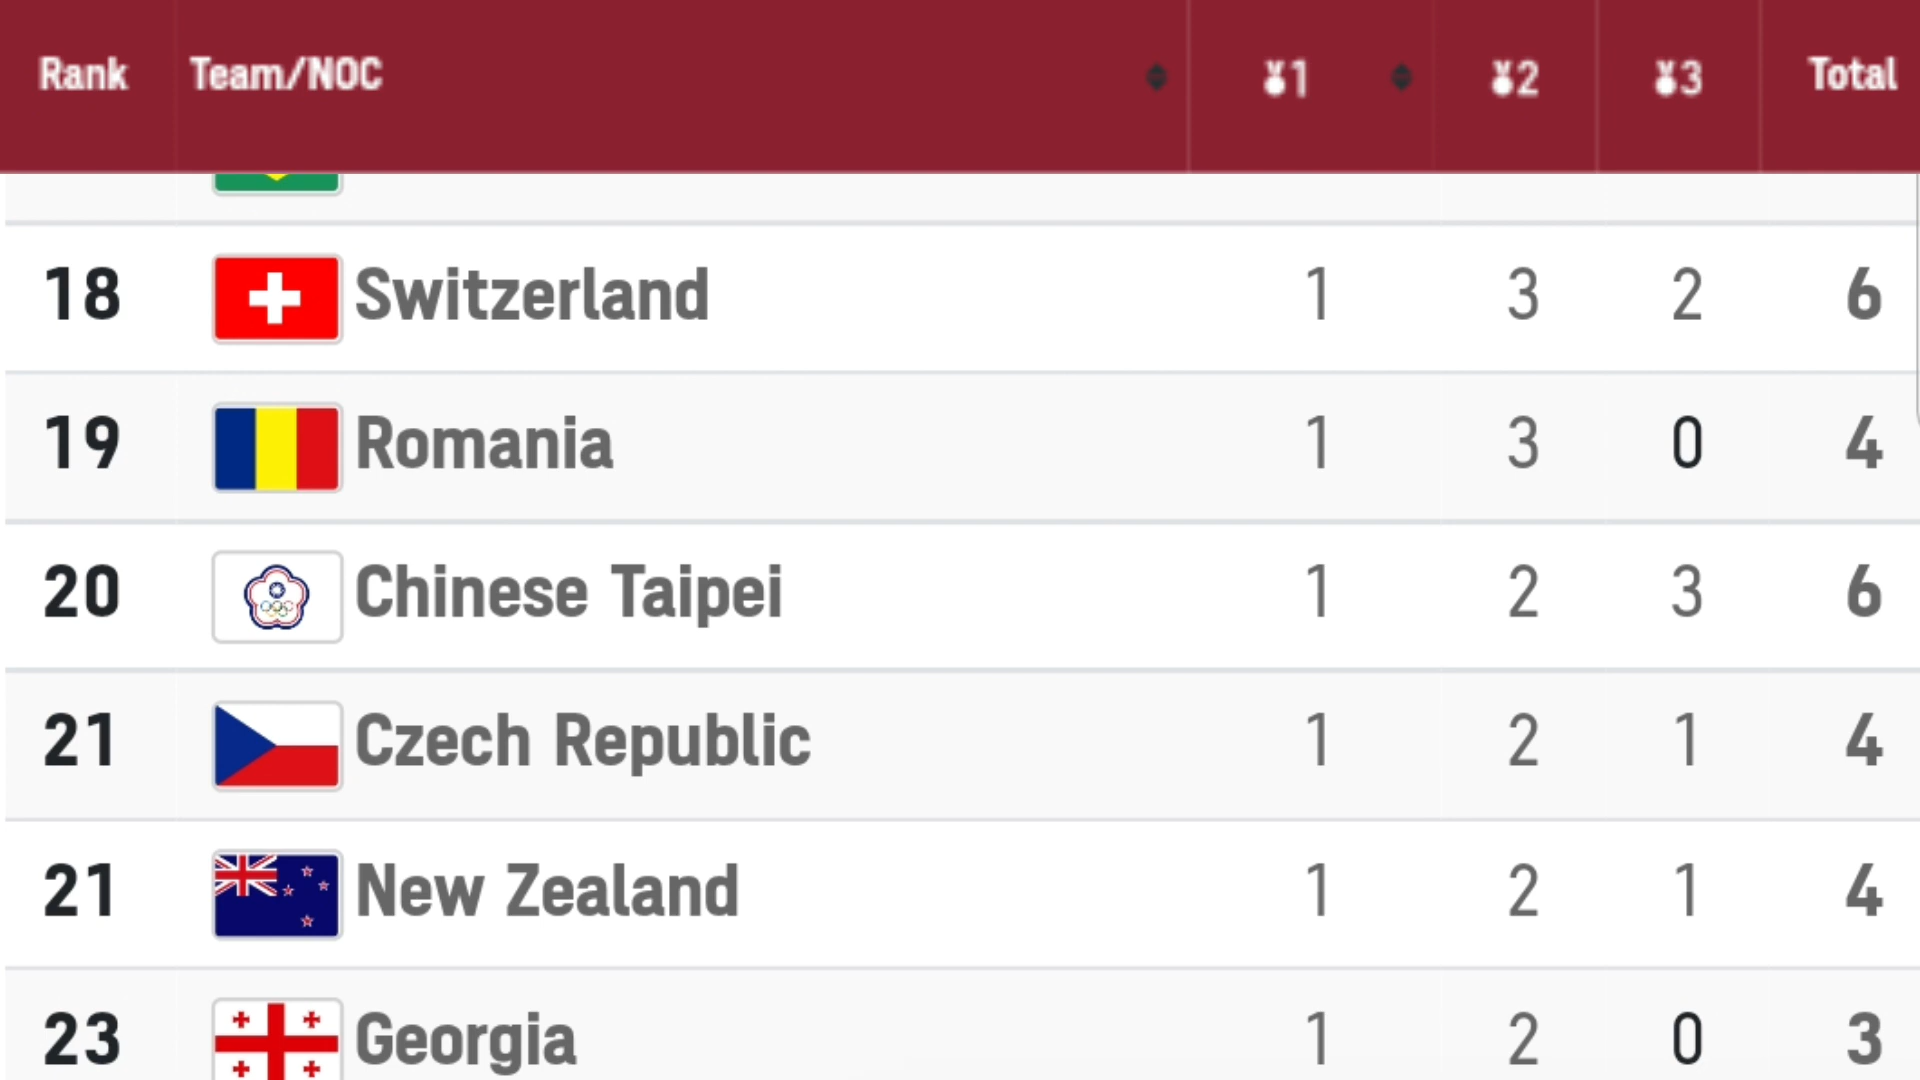 Rank Team/NOC 1 2 3 Total
18 Switzerland 1 3 2 6
19 Romania 1 3 0 4
20 Chinese Taipei 1 2 3 6
21 Czech Republic 1 2 1 4
21 New Zealand 1 2 1 4
23 Georgia 1 2 0 3